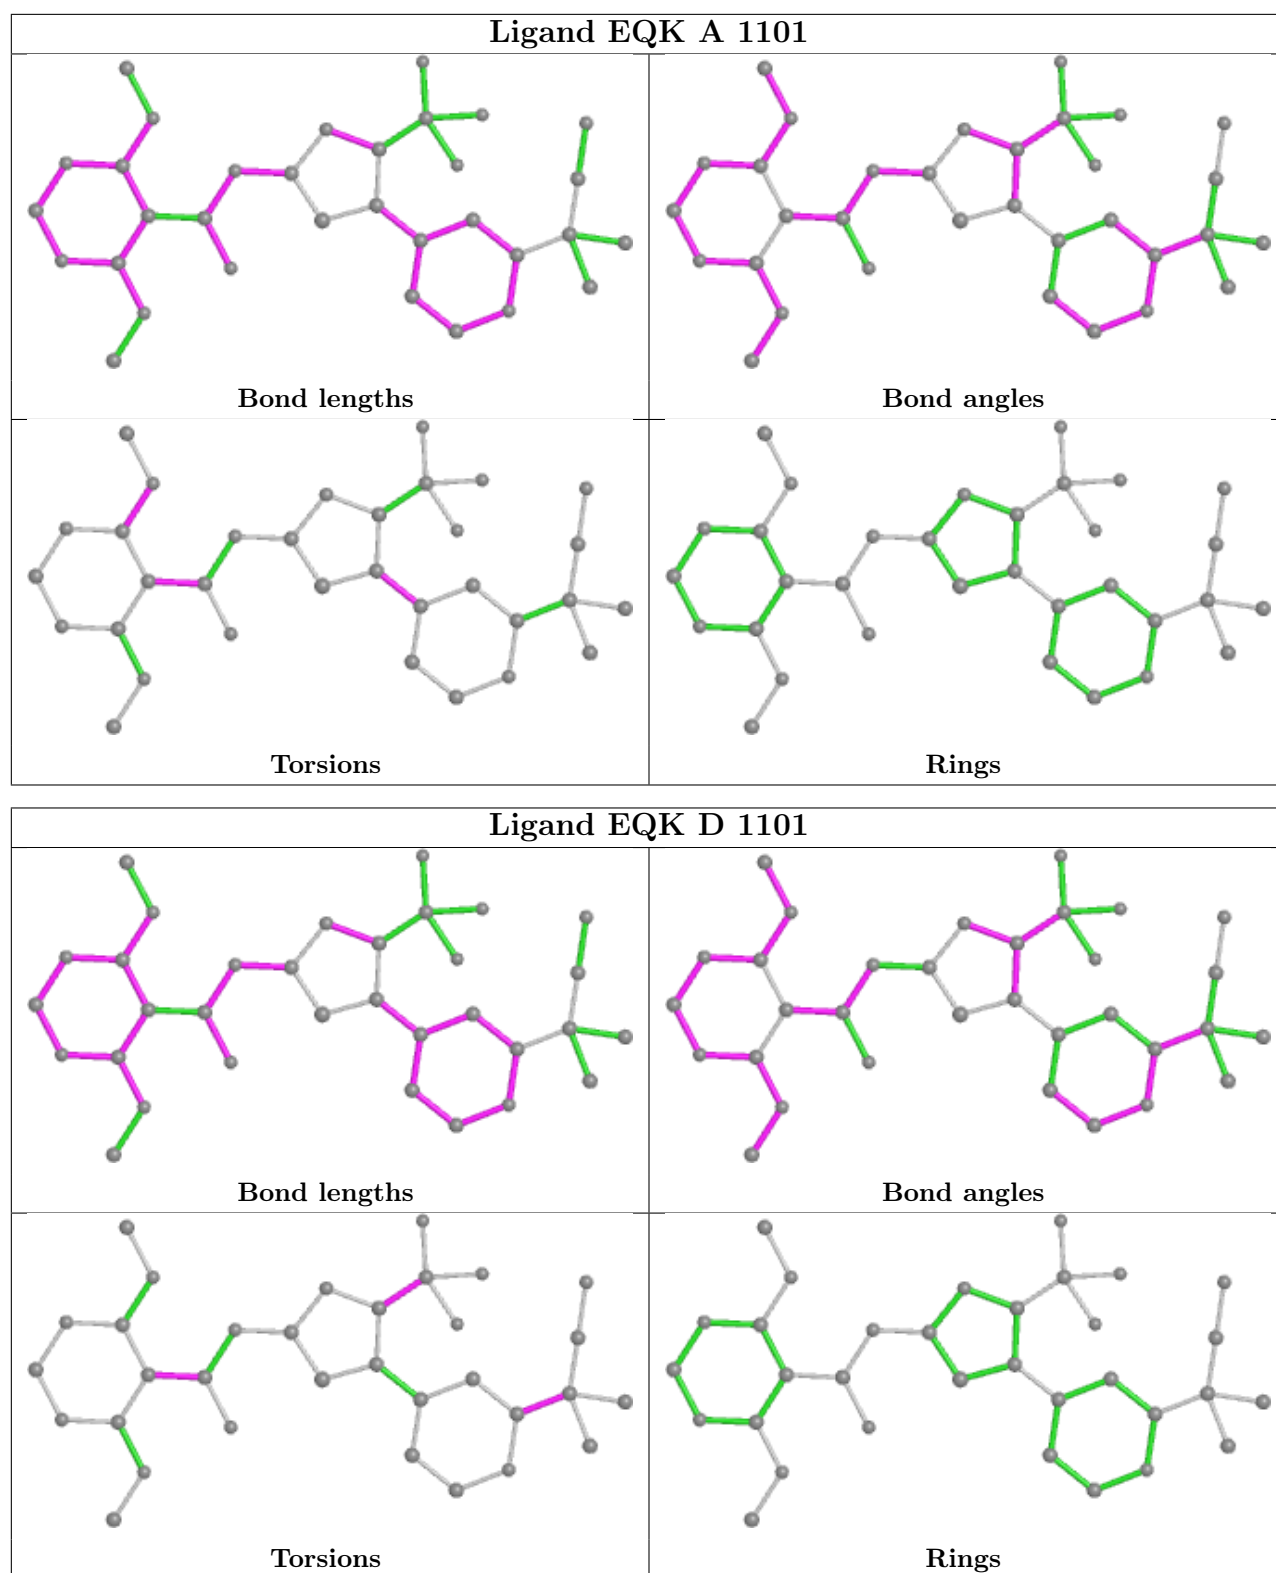 Ligand EQK A 1101
Bond lengths
Bond angles
Torsions
Rings
Ligand EQK D 1101
Bond lengths
Bond angles
Torsions
Rings